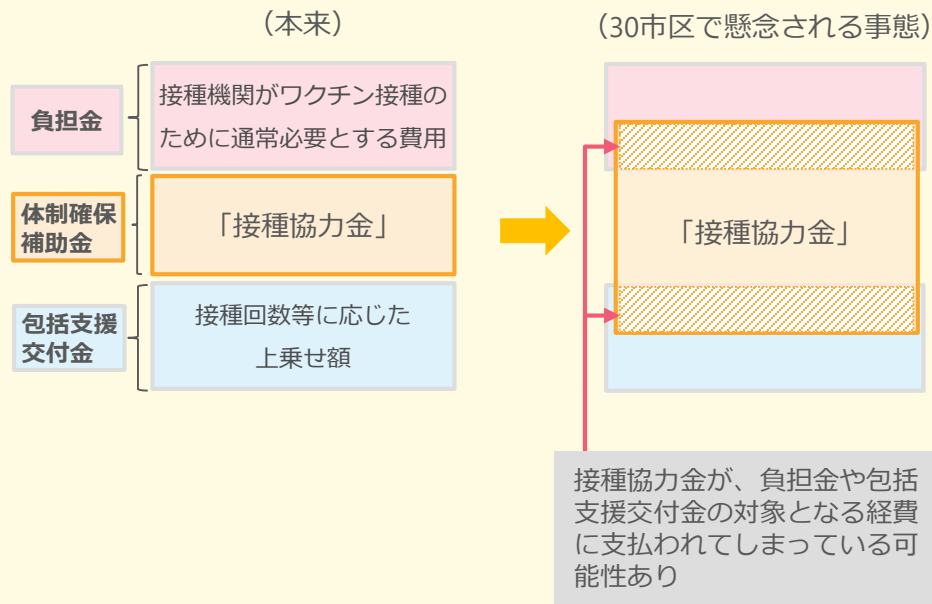 （本来）
（30市区で懸念される事態）
負担金
接種機関がワクチン接種の
ために通常必要とする費用
体制確保
補助金
「接種協力金」
「接種協力金」
包括支援
交付金
接種回数等に応じた
上乗せ額
接種協力金が、負担金や包括
支援交付金の対象となる経費
に支払われてしまっている可
能性あり